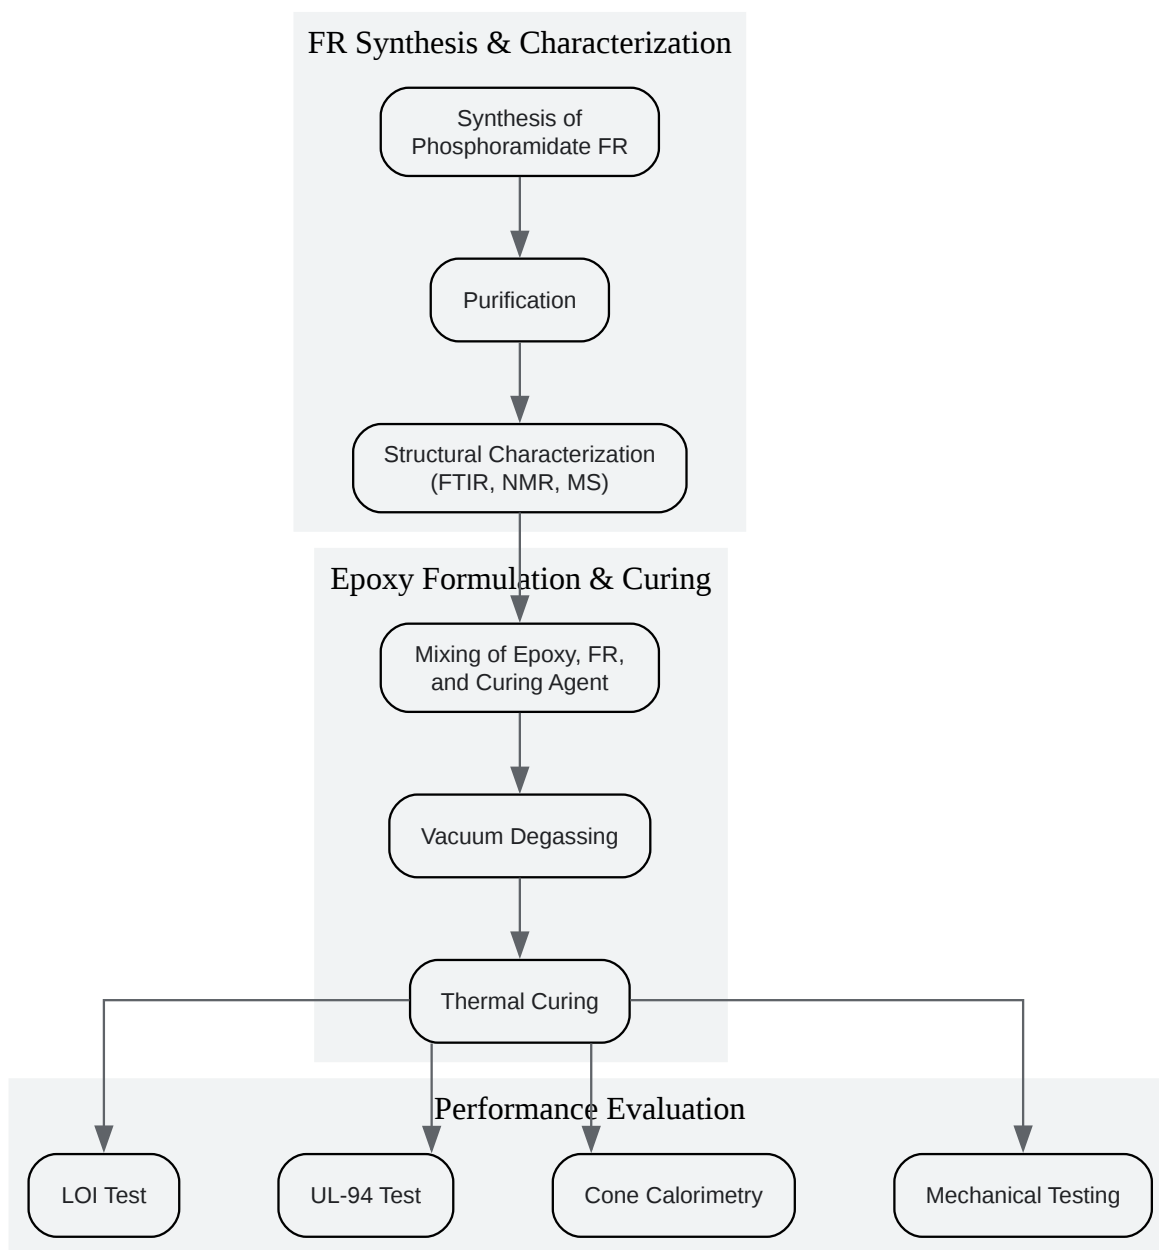 FR Synthesis & Characterization
Synthesis of
Phosphoramidate FR
Purification
Structural Characterization
(FTIR, NMR, MS)
Epoxy Formulation & Curing
Mixing of Epoxy, FR,
and Curing Agent
Vacuum Degassing
Thermal Curing
Performance Evaluation
LOI Test
UL-94 Test
Cone Calorimetry
Mechanical Testing